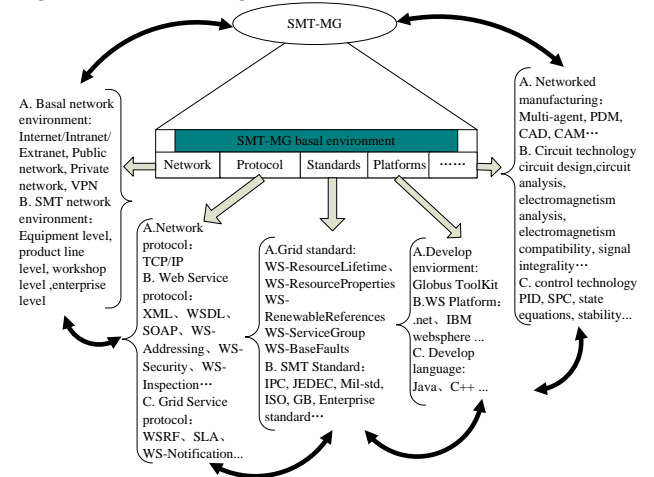 SMT-MG
SMT-MG basal environment
Network
Protocol
Standards
Platforms
……
A. Basal network
environment:
Internet/Intranet/
Extranet, Public
network, Private
network, VPN
B. SMT network
environment：
Equipment level,
product line
level, workshop
level ,enterprise
level
A.Network
protocol：
TCP/IP
B. Web Service
protocol：
XML、WSDL、
SOAP、WS-
Addressing、WS-
Security、WS-
Inspection…
C. Grid Service
protocol：
WSRF、SLA、
WS-Notification...
A.Grid standard:
WS-ResourceLifetime、
WS-ResourceProperties
WS-
RenewableReferences
WS-ServiceGroup
WS-BaseFaults
B. SMT Standard：
IPC, JEDEC, Mil-std,
ISO, GB, Enterprise
standard…
A.Develop
enviorment:
Globus ToolKit
B.WS Platform：
.net、IBM
websphere ...
C. Develop
language:
Java、C++ ...
A. Networked
manufacturing：
Multi-agent, PDM,
CAD, CAM…
B. Circuit technology
circuit design,circuit
analysis,
electromagnetism
analysis,
electromagnetism
compatibility, signal
integrality…
C. control technology
PID, SPC, state
equations, stability...